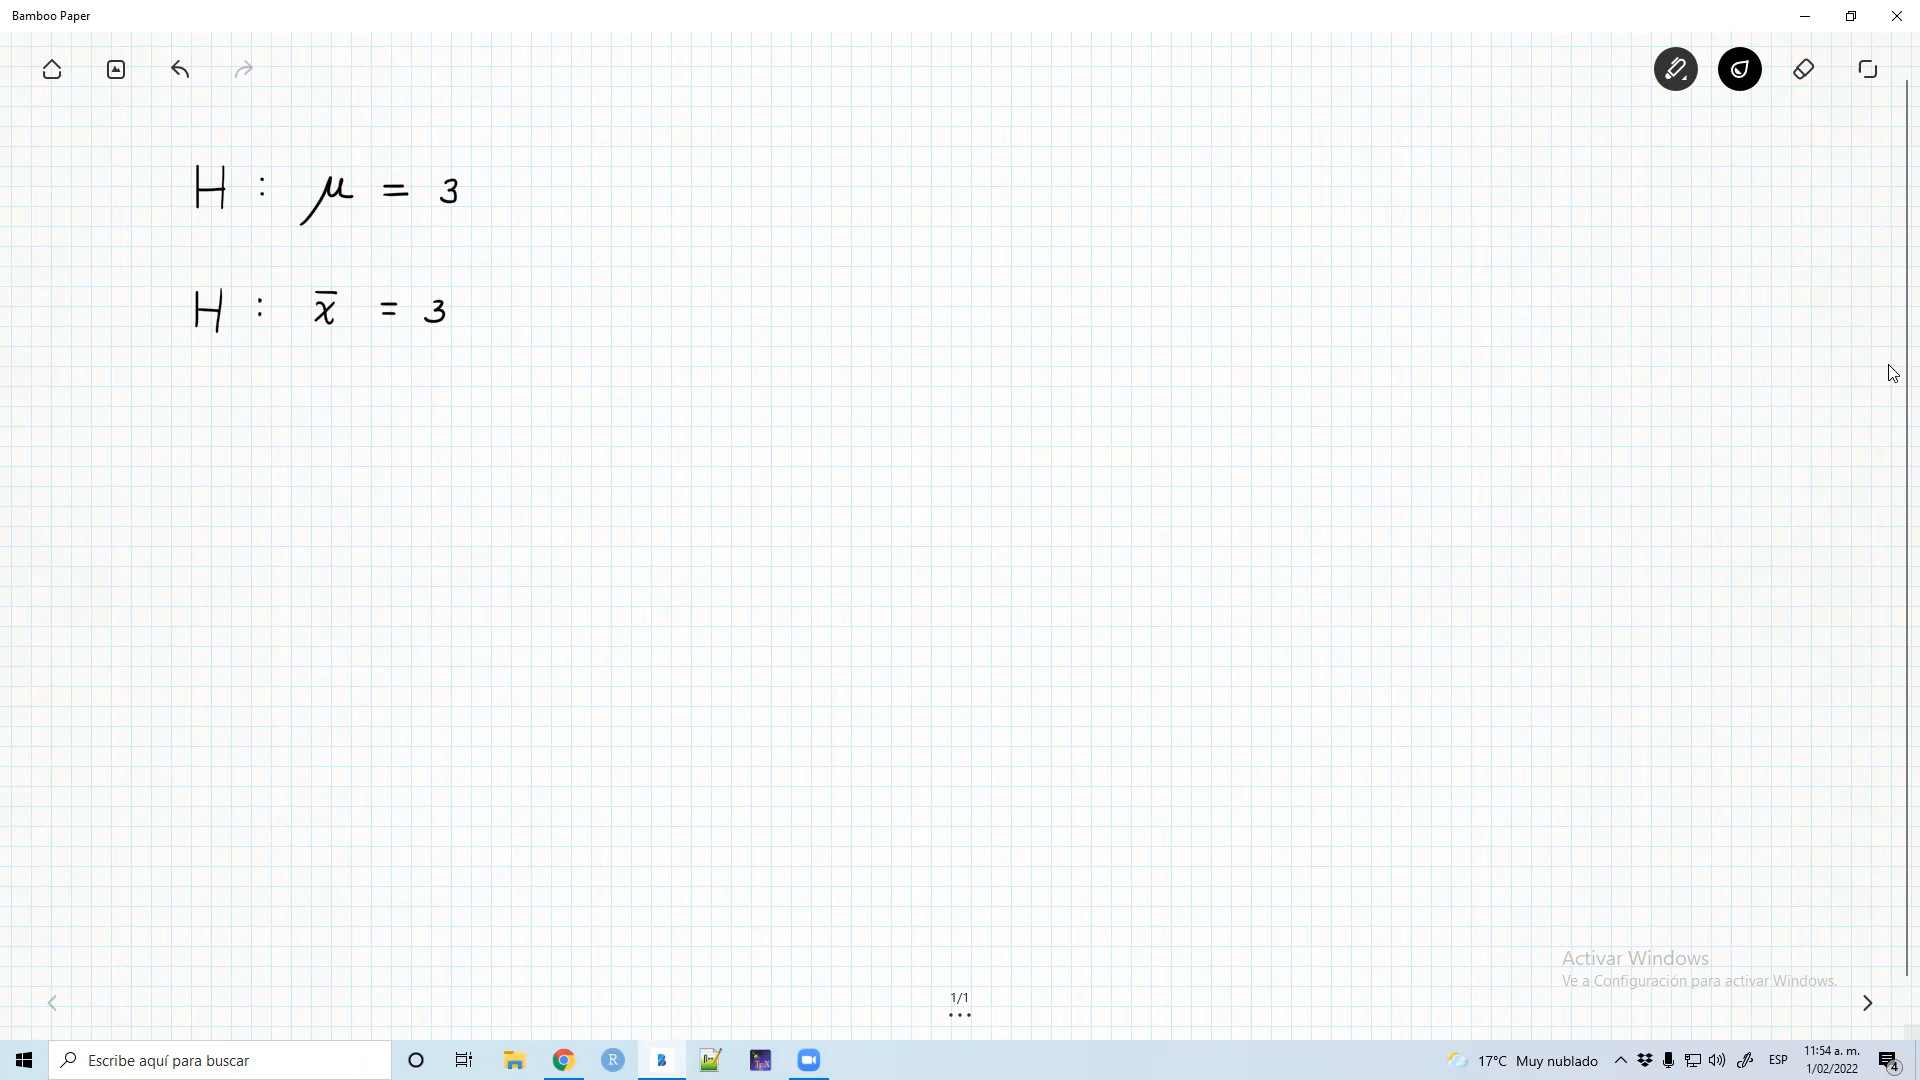 Bamboo Paper
H : μ = 3
H : x̄ = 3
Activar Windows
Ve a Configuración para activar Windows.
1/1
Escribe aquí para buscar
17°C Muy nublado
ESP
11:54 a. m.
1/02/2022
4